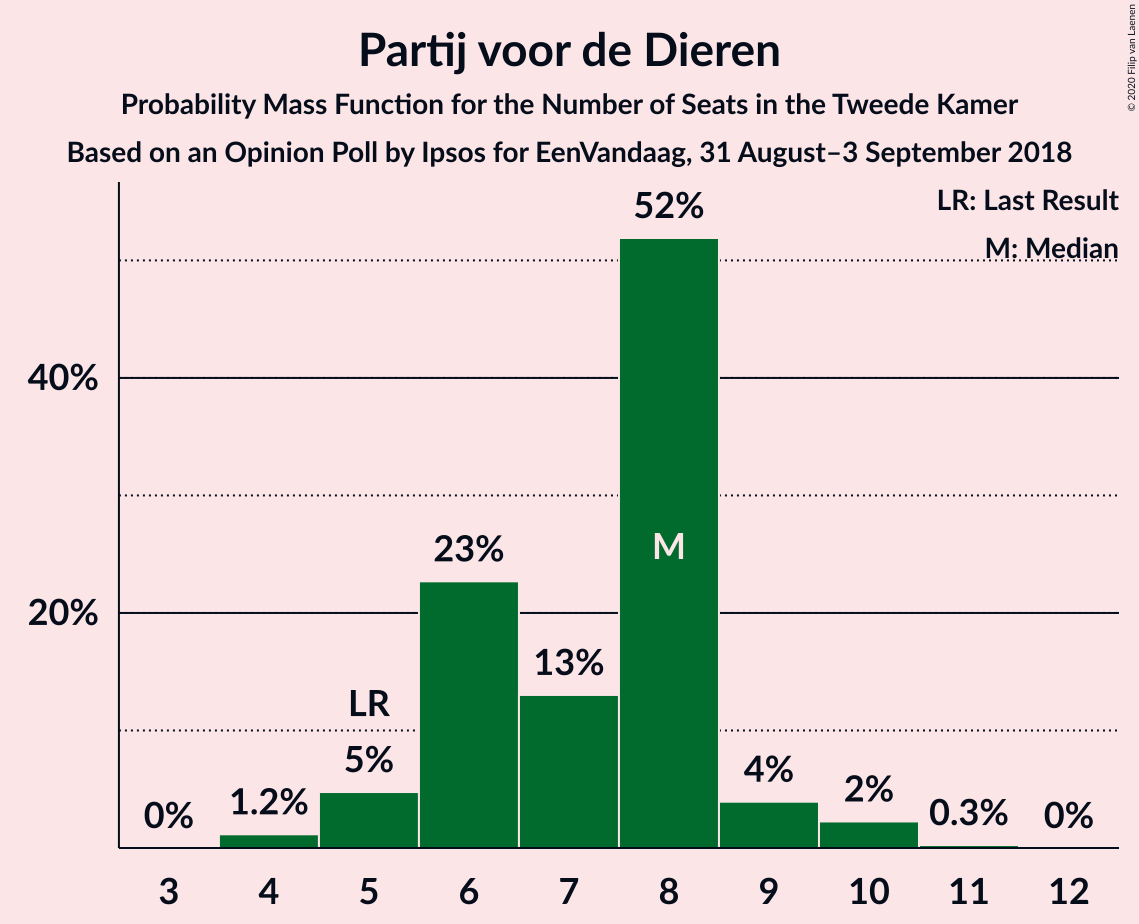 Partij voor de Dieren
Probability Mass Function for the Number of Seats in the Tweede Kamer
Based on an Opinion Poll by Ipsos for EenVandaag, 31 August–3 September 2018
© 2020 Filip van Laenen
LR: Last Result
M: Median
52%
40%
M
23%
20%
13%
LR
5%
4%
2%
1.2%
0.3%
0%
0%
3 4 5 6 7 8 9 10 11 12